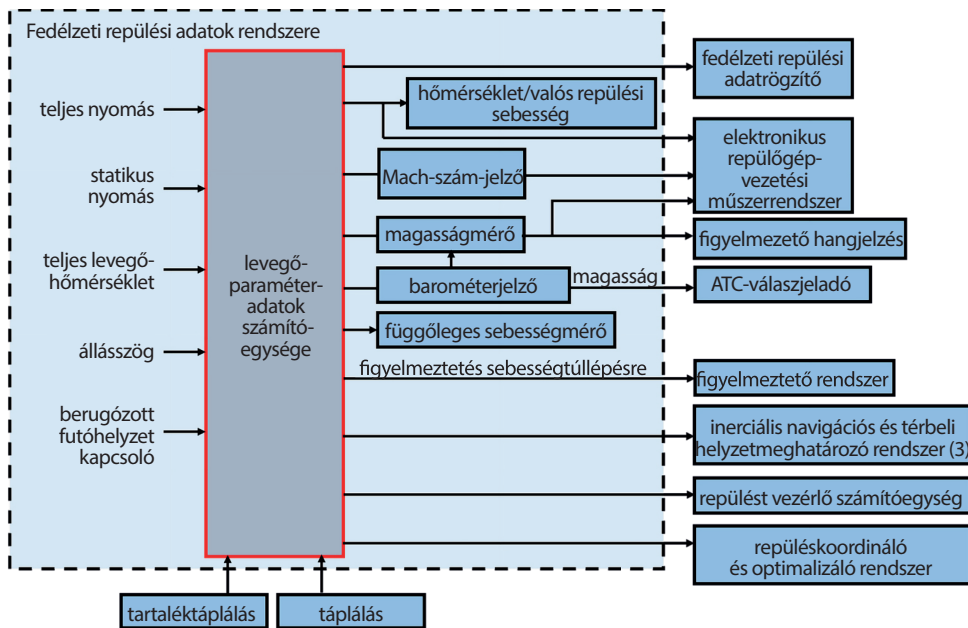 Fedélzeti repülési adatok rendszere
teljes nyomás
statikus
nyomás
teljes levegő-
hőmérséklet
állásszög
berugózott
futóhelyzet
kapcsoló
levegő-
paraméter-
adatok
számító-
egysége
hőmérséklet/valós repülési
sebesség
Mach-szám-jelző
magasságmérő
barométerjelző
magasság
függőleges sebességmérő
figyelmeztetés sebességtúllépésre
fedélzeti repülési
adatrögzítő
elektronikus
repülőgép-
vezetési
műszerrendszer
figyelmezető hangjelzés
ATC-válaszjeladó
figyelmeztető rendszer
inerciális navigációs és térbeli
helyzetmeghatározó rendszer (3)
repülést vezérlő számítóegység
repüléskoordináló
és optimalizáló rendszer
tartaléktáplálás
táplálás